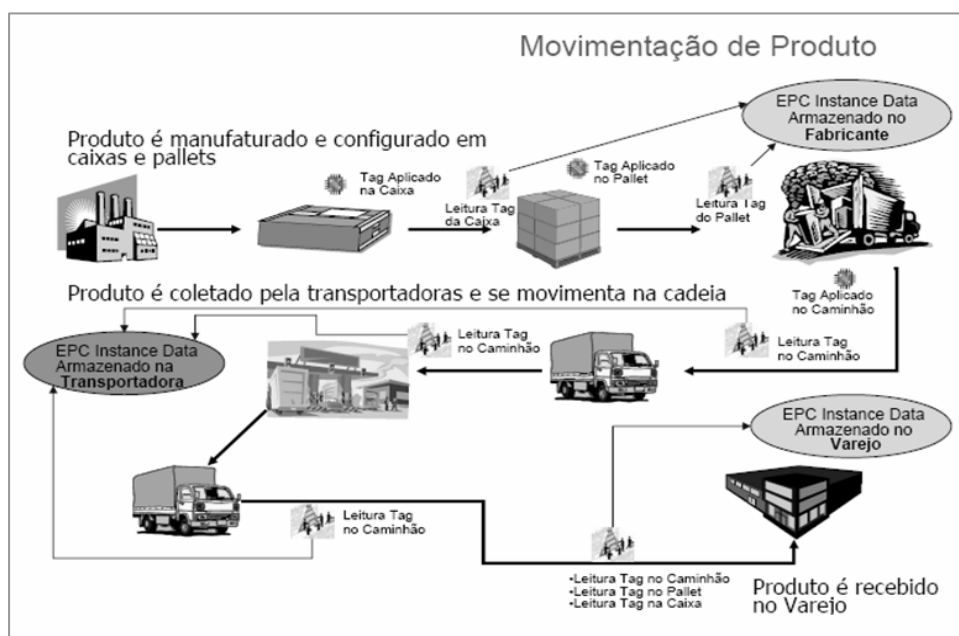 Movimentação de Produto
EPC Instance Data
Armazenado no
Fabricante
Produto é manufaturado e configurado em
caixas e pallets
Tag Aplicado
na Caixa
Leitura Tag
da Caixa
Tag Aplicado
no Pallet
Leitura Tag
do Pallet
Tag Aplicado
no Caminhão
Produto é coletado pela transportadoras e se movimenta na cadeia
Leitura Tag
no Caminhão
Leitura Tag
no Caminhão
EPC Instance Data
Armazenado na
Transportadora
EPC Instance Data
Armazenado no
Varejo
Leitura Tag
no Caminhão
•Leitura Tag no Caminhão
•Leitura Tag no Pallet
•Leitura Tag na Caixa
Produto é recebido
no Varejo